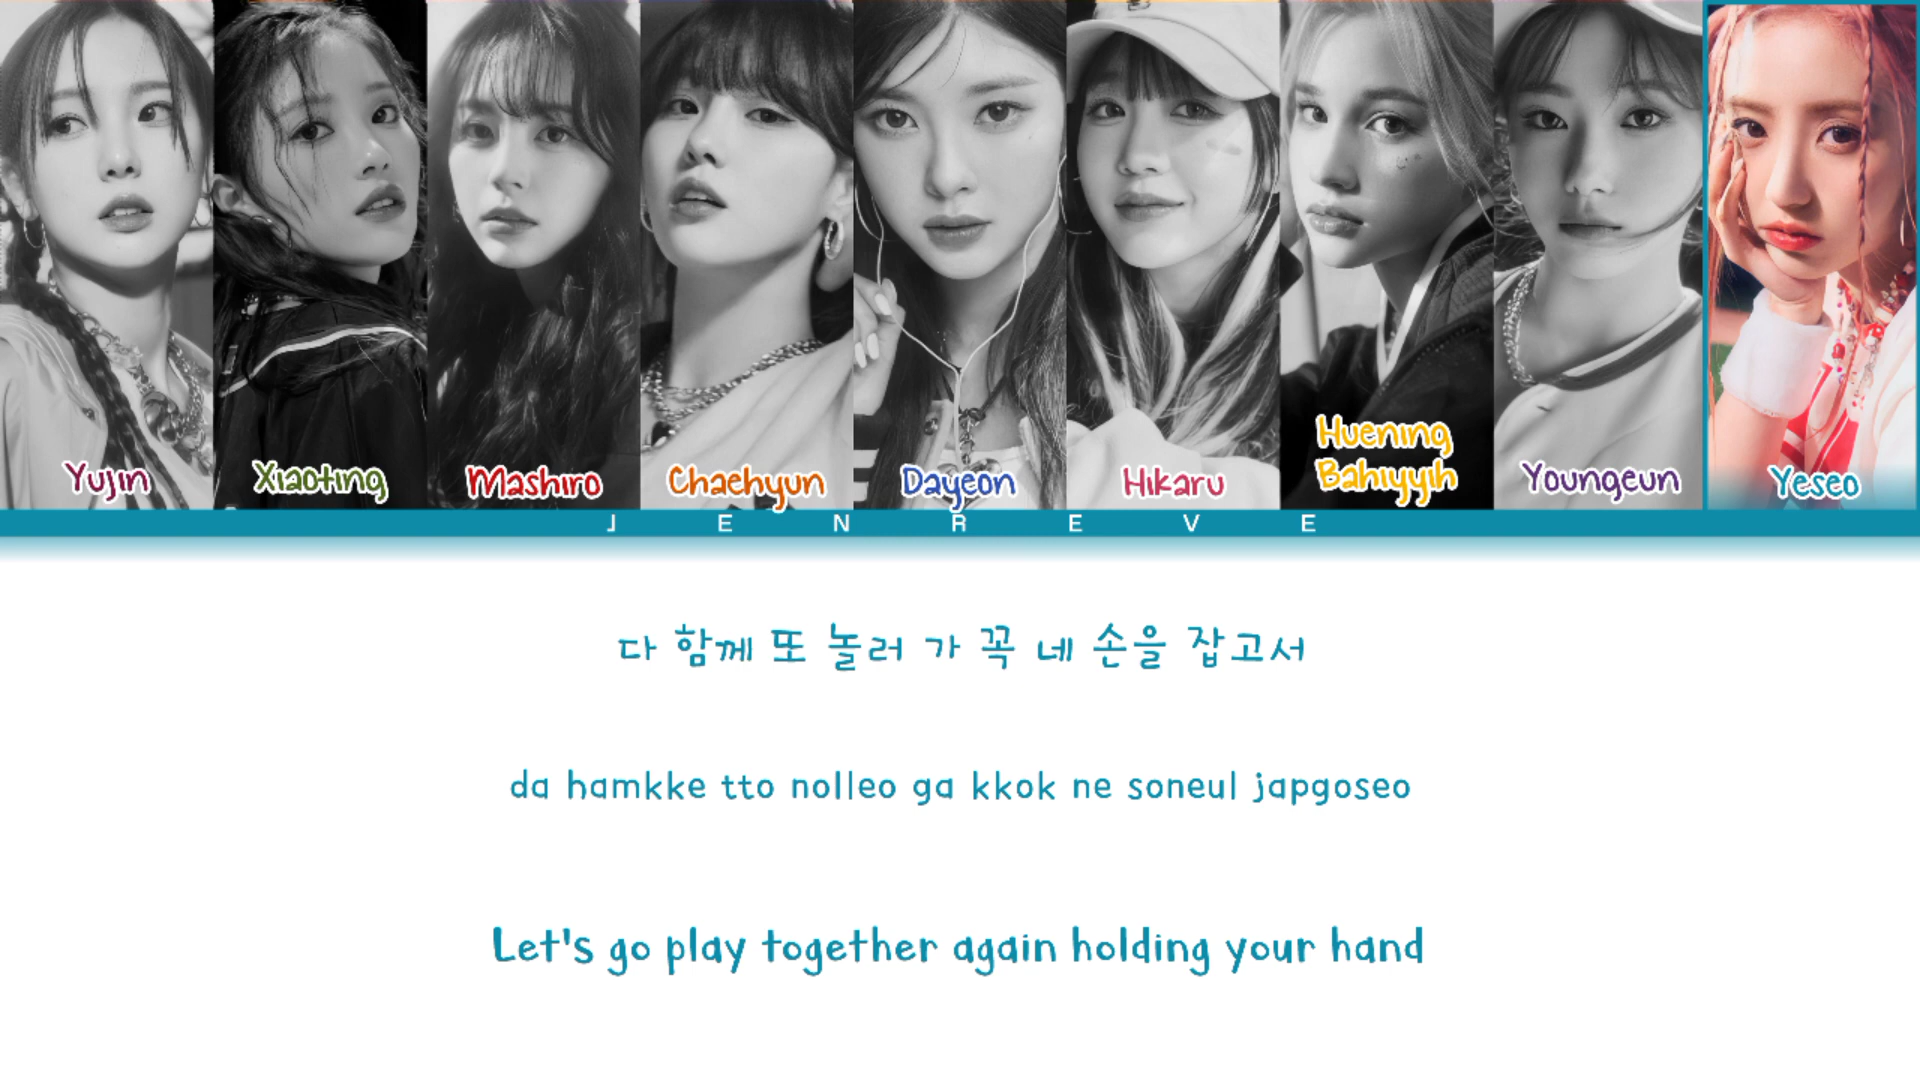 Yujin
Xiaoting
Mashiro
Chaehyun
Dayeon
Hikaru
Huening
Bahiyyih
Youngeun
Yeseo
J E N R E V E
다 함께 또 놀러 가 꼭 네 손을 잡고서
da hamkke tto nolleo ga kkok ne soneul japgoseo
Let's go play together again holding your hand